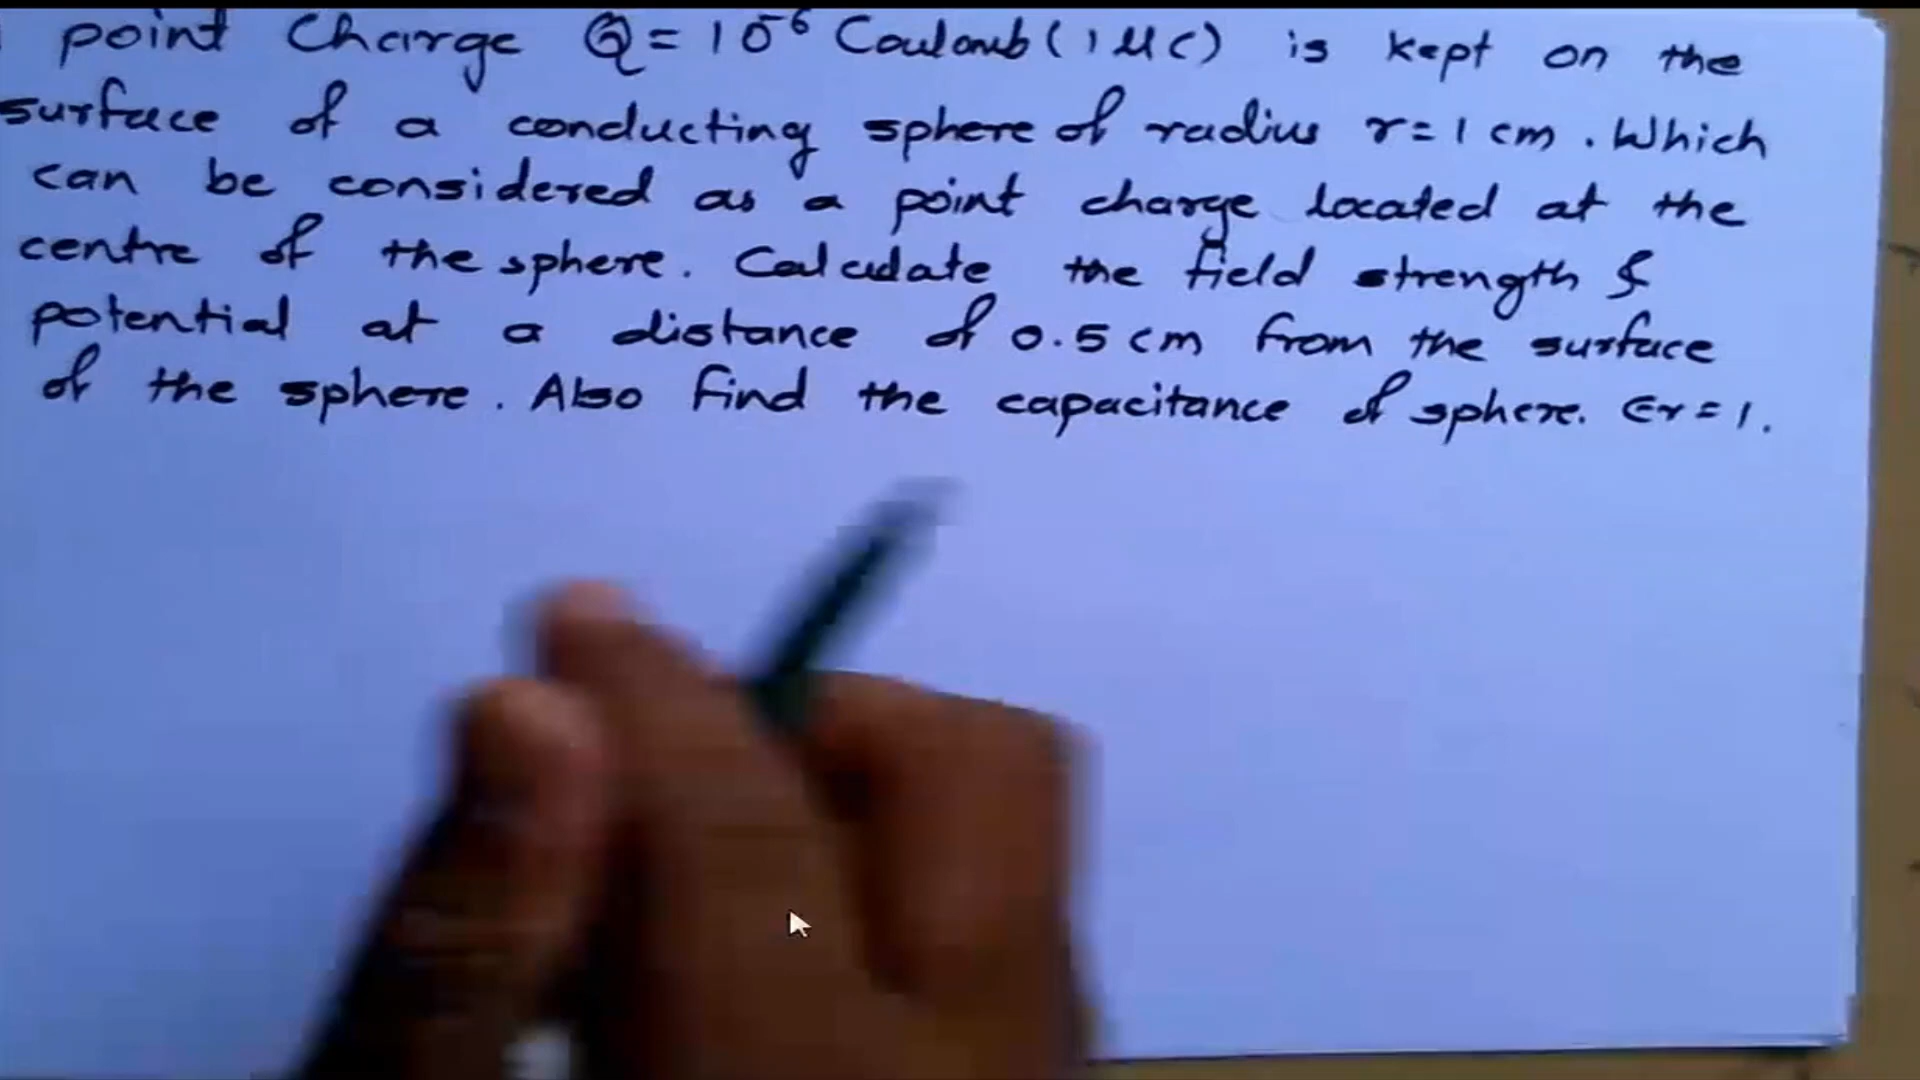 point Charge Q = 10⁻⁶ Coulomb (1 μC) is kept on the
surface of a conducting sphere of radius r = 1 cm. Which
can be considered as a point charge located at the
centre of the sphere. Calculate the field strength &
potential at a distance of 0.5 cm from the surface
of the sphere. Also find the capacitance of sphere. Er = 1.